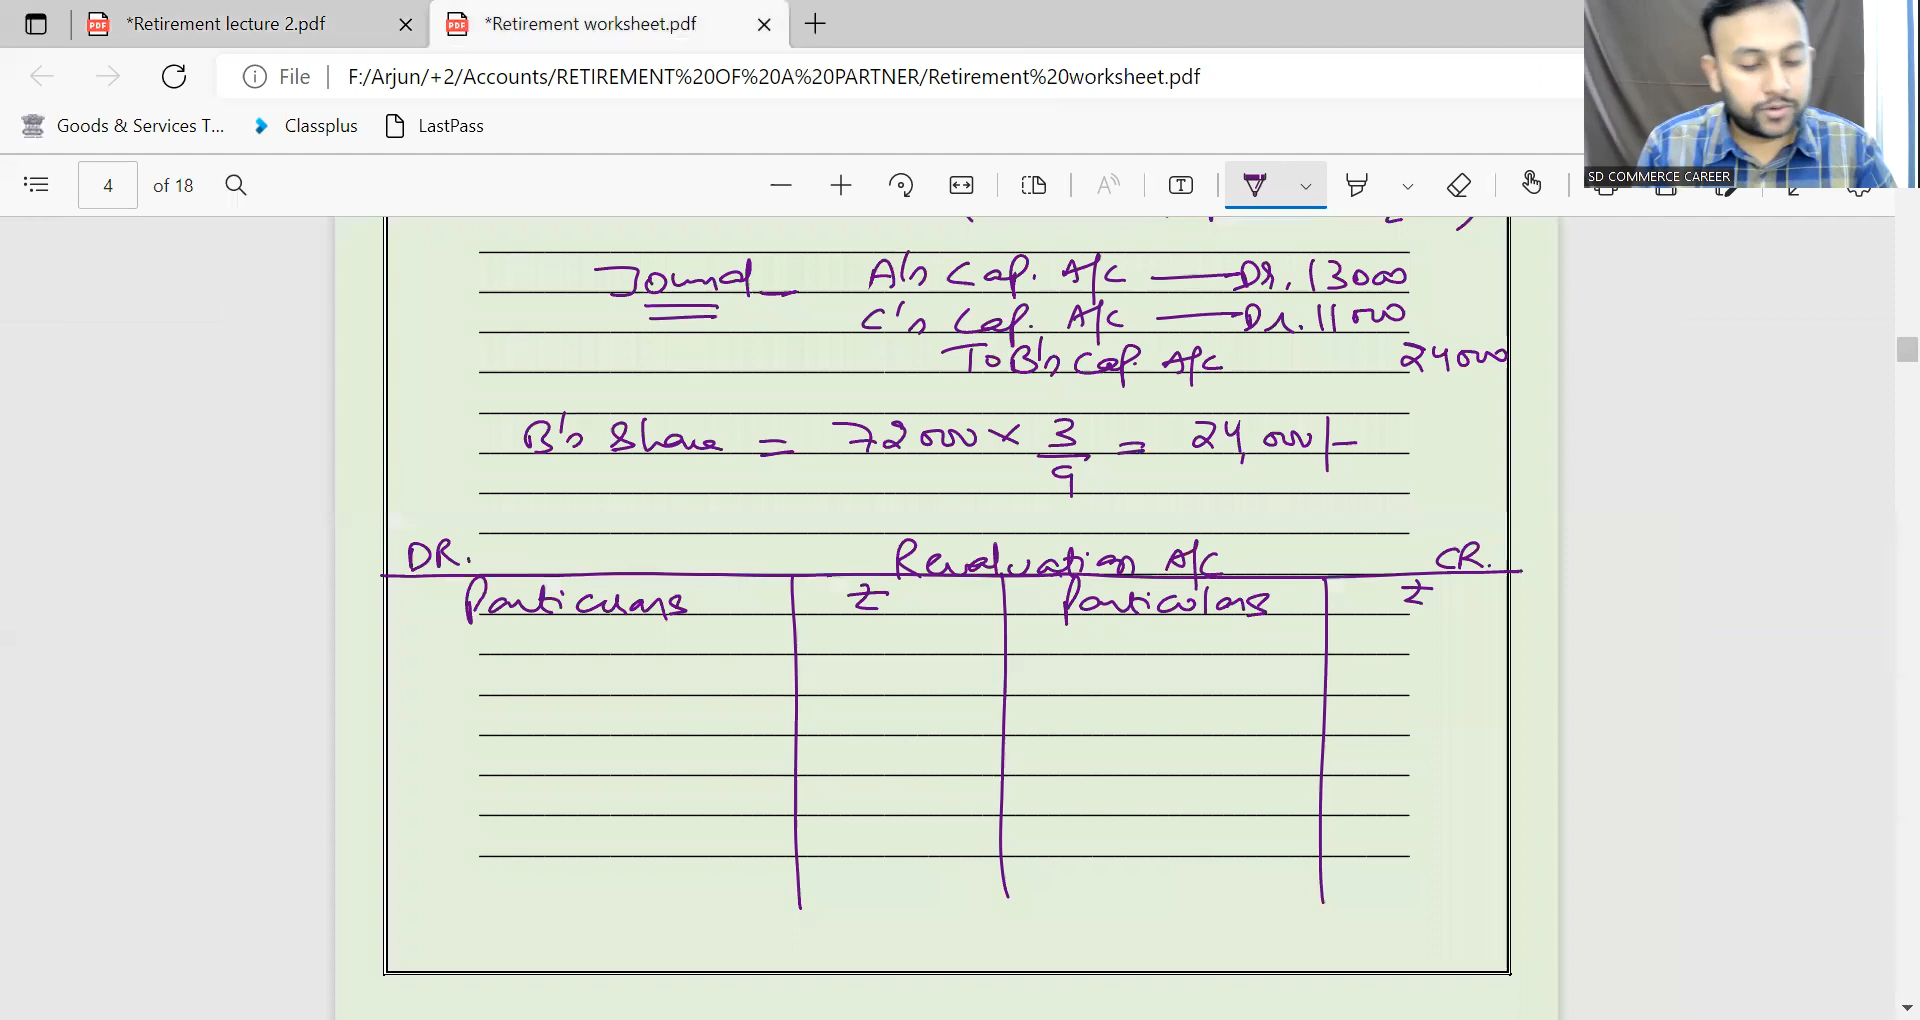 *Retirement lecture 2.pdf
*Retirement worksheet.pdf
File
F:/Arjun/+2/Accounts/RETIREMENT%20OF%20A%20PARTNER/Retirement%20worksheet.pdf
Goods & Services T...
Classplus
LastPass
4 of 18
SD COMMERCE CAREER
Journal A's Cap. A/c Dr. 13000
C's Cap. A/c Dr. 11000
To B's Cap. A/c 24000
B's Share = 72000 × 3/9 = 24,000/-
DR. Revaluation A/c CR.
Particulars ₹ Particulars ₹